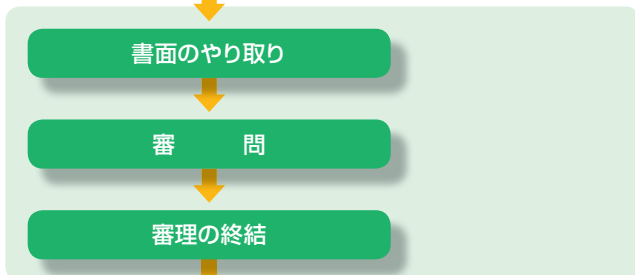 書面のやり取り
審　　　問
審理の終結